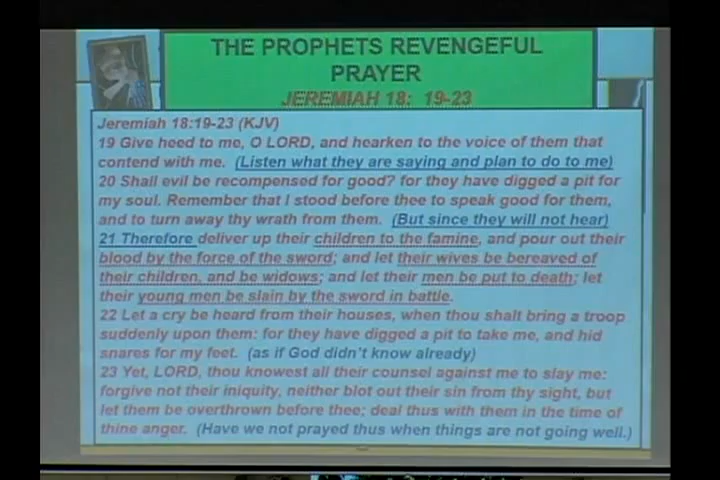 THE PROPHETS REVENGEFUL
PRAYER
JEREMIAH 18: 19-23
Jeremiah 18:19-23 (KJV)
19 Give heed to me, O LORD, and hearken to the voice of them that
contend with me. (Listen what they are saying and plan to do to me)
20 Shall evil be recompensed for good? for they have digged a pit for
my soul. Remember that I stood before thee to speak good for them,
and to turn away thy wrath from them. (But since they will not hear)
21 Therefore deliver up their children to the famine, and pour out their
blood by the force of the sword; and let their wives be bereaved of
their children, and be widows; and let their men be put to death; let
their young men be slain by the sword in battle.
22 Let a cry be heard from their houses, when thou shalt bring a troop
suddenly upon them: for they have digged a pit to take me, and hid
snares for my feet. (as if God didn't know already)
23 Yet, LORD, thou knowest all their counsel against me to slay me:
forgive not their iniquity, neither blot out their sin from thy sight, but
let them be overthrown before thee; deal thus with them in the time of
thine anger. (Have we not prayed thus when things are not going well.)